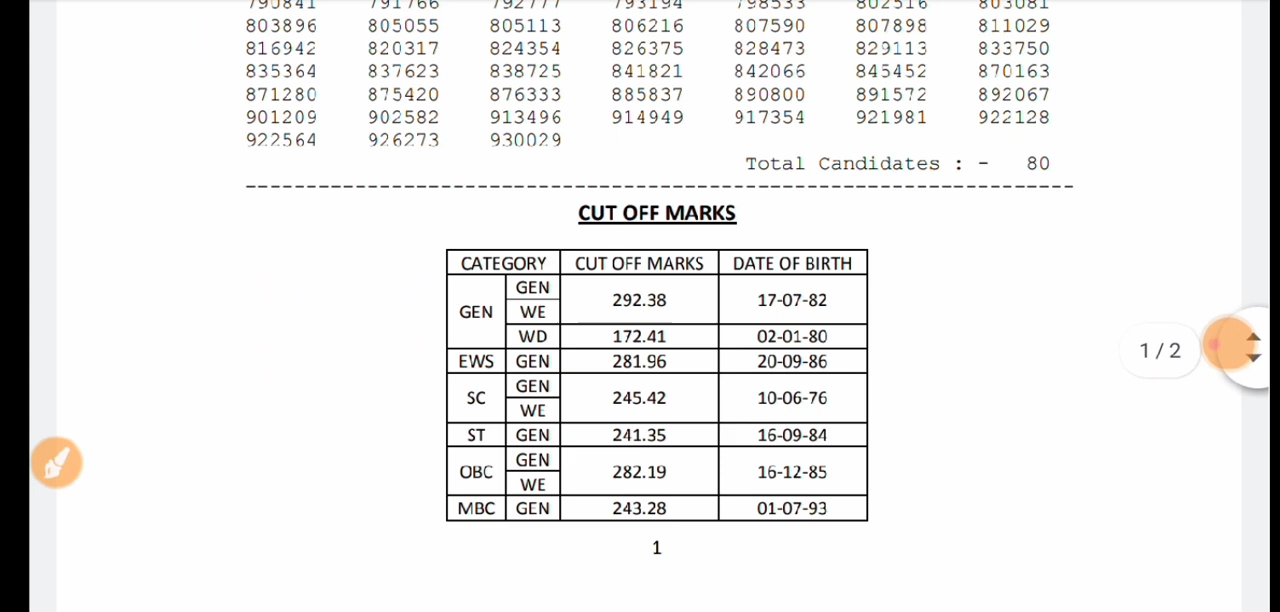 790841 791766 792777 793194 798533 802516 803081
803896 805055 805113 806216 807590 807898 811029
816942 820317 824354 826375 828473 829113 833750
835364 837623 838725 841821 842066 845452 870163
871280 875420 876333 885837 890800 891572 892067
901209 902582 913496 914949 917354 921981 922128
922564 926273 930029
Total Candidates : - 80
CUT OFF MARKS
CATEGORY CUT OFF MARKS DATE OF BIRTH
GEN GEN 292.38 17-07-82
WE
WD 172.41 02-01-80
EWS GEN 281.96 20-09-86
SC GEN 245.42 10-06-76
WE
ST GEN 241.35 16-09-84
OBC GEN 282.19 16-12-85
WE
MBC GEN 243.28 01-07-93
1
1 / 2